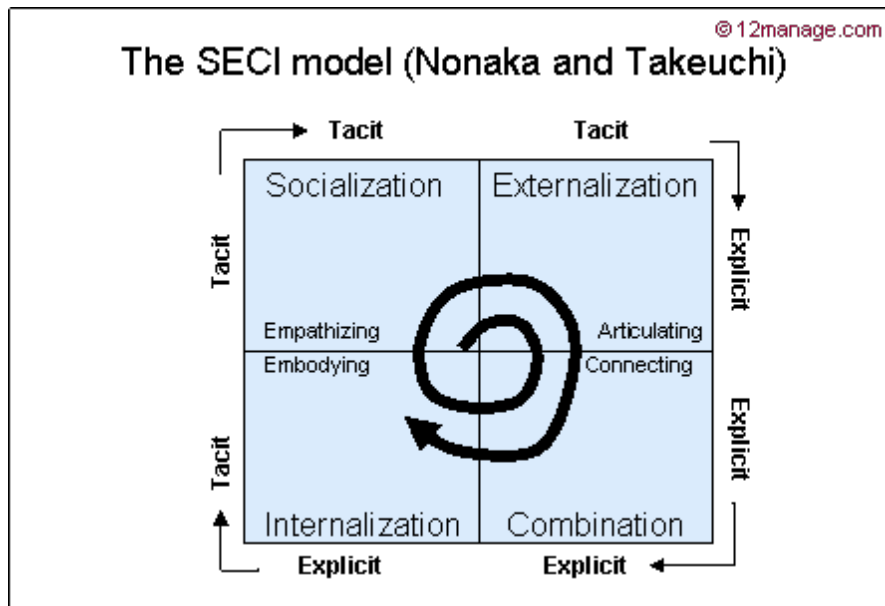 ©12manage.com
The SECI model (Nonaka and Takeuchi)
Tacit Tacit
Socialization Externalization
Tacit Explicit
Empathizing Articulating
Embodying Connecting
Tacit Explicit
Internalization Combination
Explicit Explicit